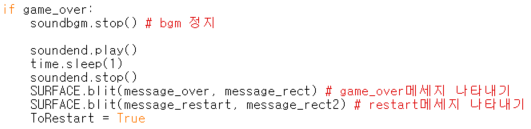 if game_over:
    soundbgm.stop() # bgm 정지

    soundend.play()
    time.sleep(1)
    soundend.stop()
    SURFACE.blit(message_over, message_rect) # game_over메세지 나타내기
    SURFACE.blit(message_restart, message_rect2) # restart메세지 나타내기
    ToRestart = True